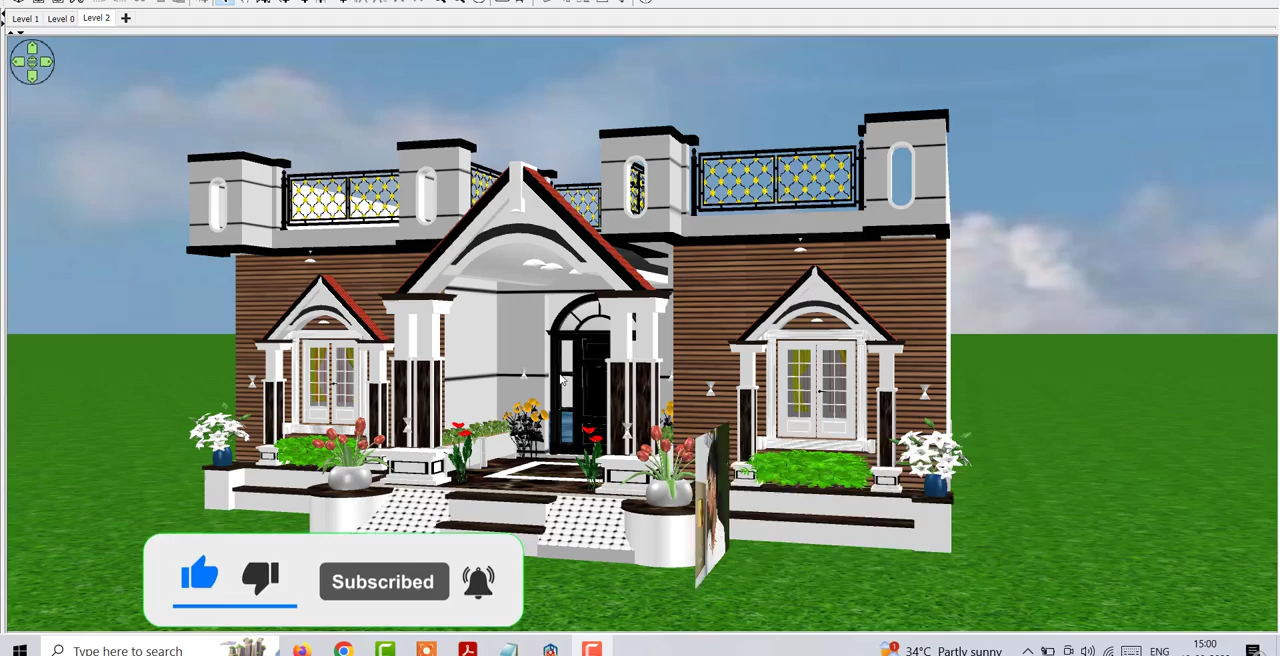 Level 1 Level 0 Level 2
Subscribed
Type here to search
34°C Partly sunny
ENG
15:00